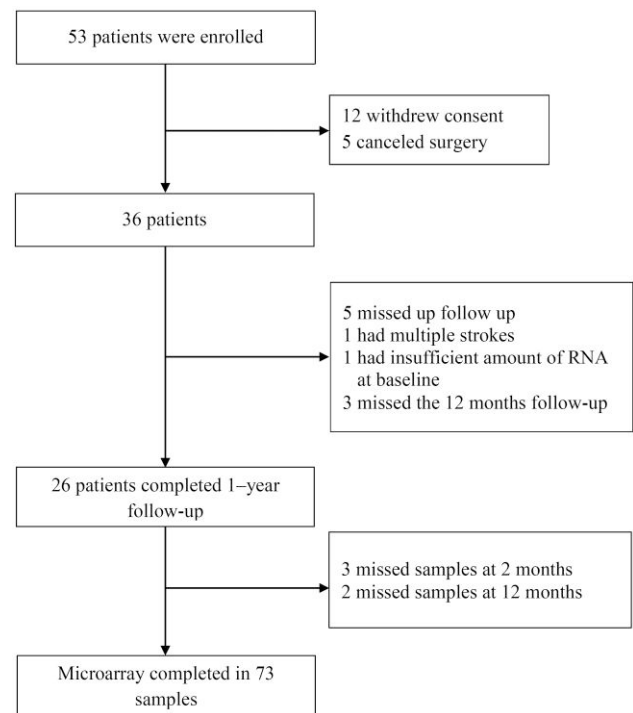 53 patients were enrolled
12 withdrew consent
5 canceled surgery
36 patients
5 missed up follow up
1 had multiple strokes
1 had insufficient amount of RNA
at baseline
3 missed the 12 months follow-up
26 patients completed 1–year
follow-up
3 missed samples at 2 months
2 missed samples at 12 months
Microarray completed in 73
samples